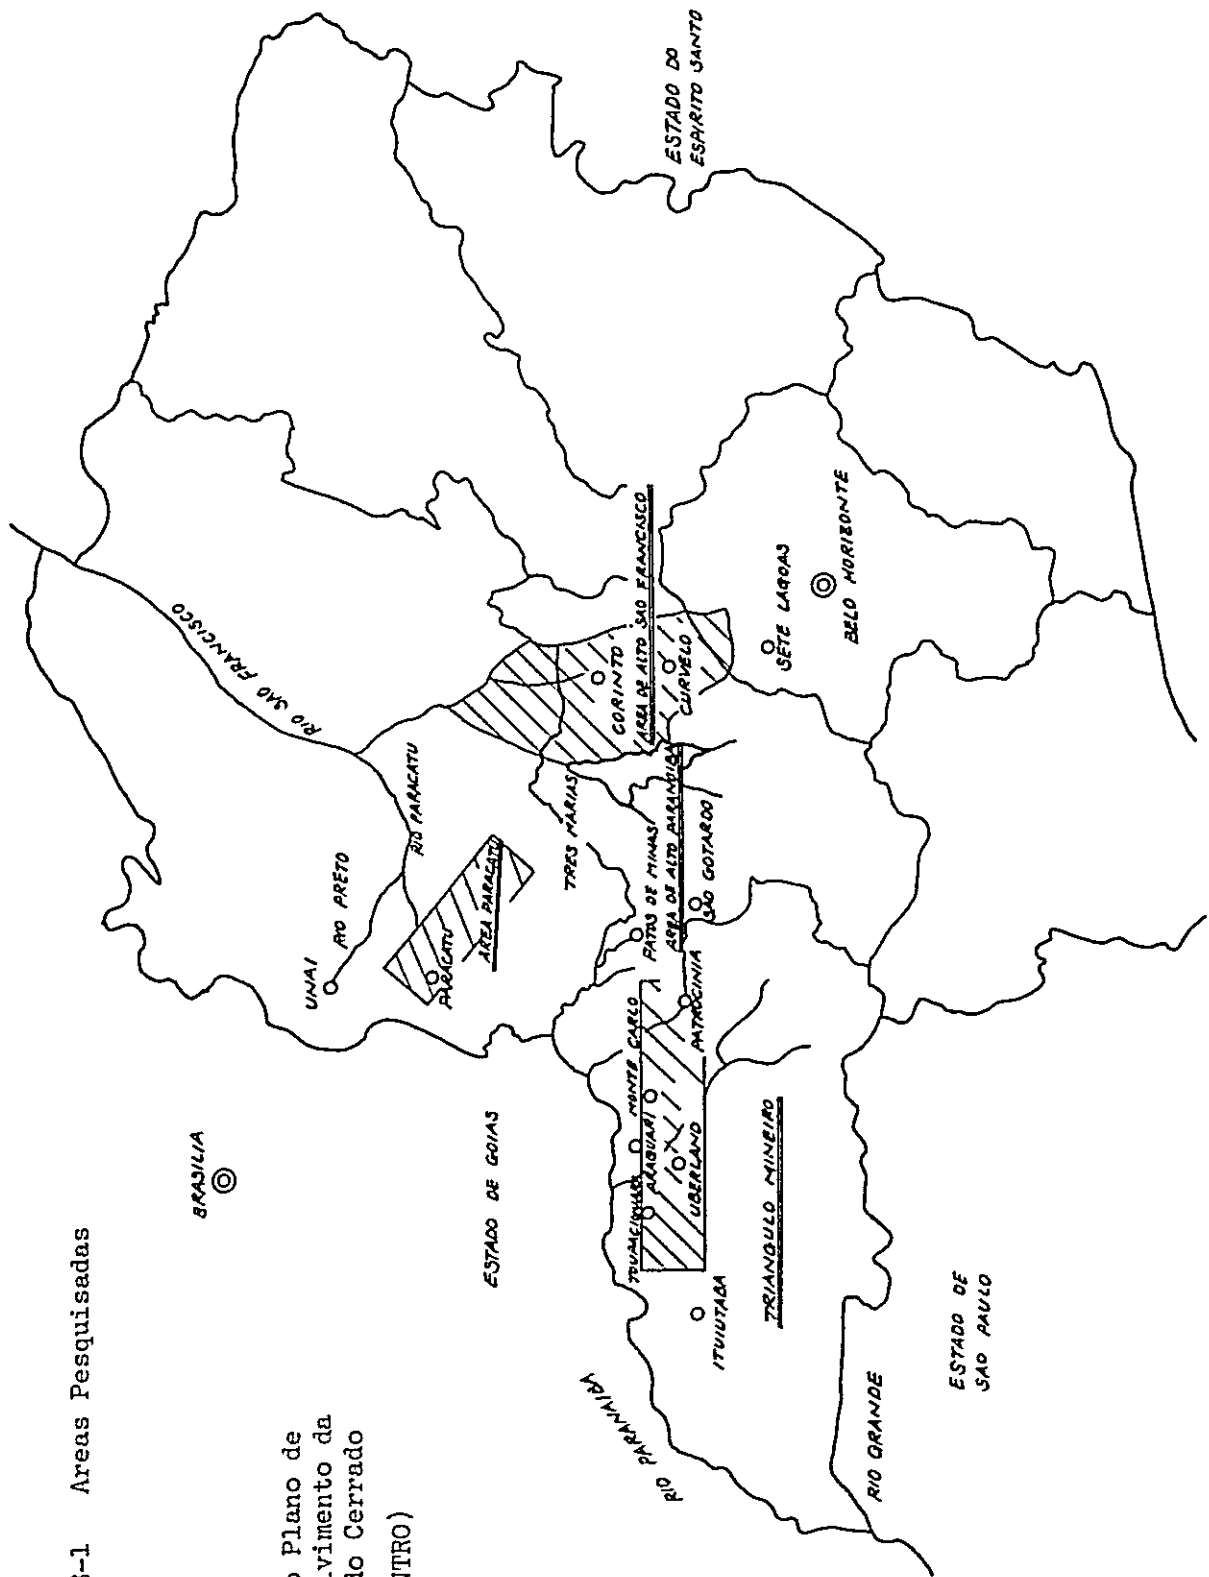 3-1 Areas Pesquisadas
Plano de
vimento da
do Cerrado
NTRO)
BRASILIA
ESTADO DE GOIAS
UNAI
RIO PRETO
RIO PARACATU
RIO SAO FRANCISCO
PARACATU
AREA PARACATU
TRES MARIAS
CORINTO
AREA DE ALTO SAO FRANCISCO
CURVELO
SETE LAGOAS
BELO HORIZONTE
ESTADO DO
ESPIRITO SANTO
PATOS DE MINAS
AREA DE ALTO PARANAIBA
SAO GOTARDO
MONTE CARLO
PATROCINIA
ARAGUARI
UBERLAND
ITUIUTABA
TRIANGULO MINEIRO
RIO PARANAIBA
RIO GRANDE
ESTADO DE
SAO PAULO